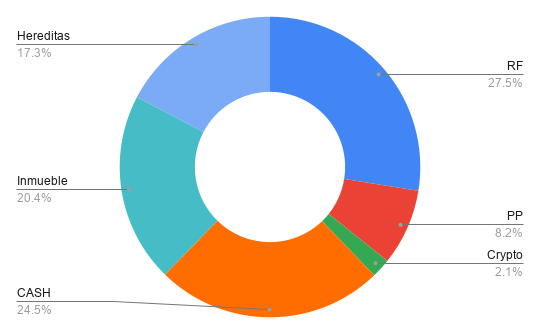 Hereditas
17.3%
RF
27.5%
Inmueble
20.4%
PP
8.2%
Crypto
2.1%
CASH
24.5%